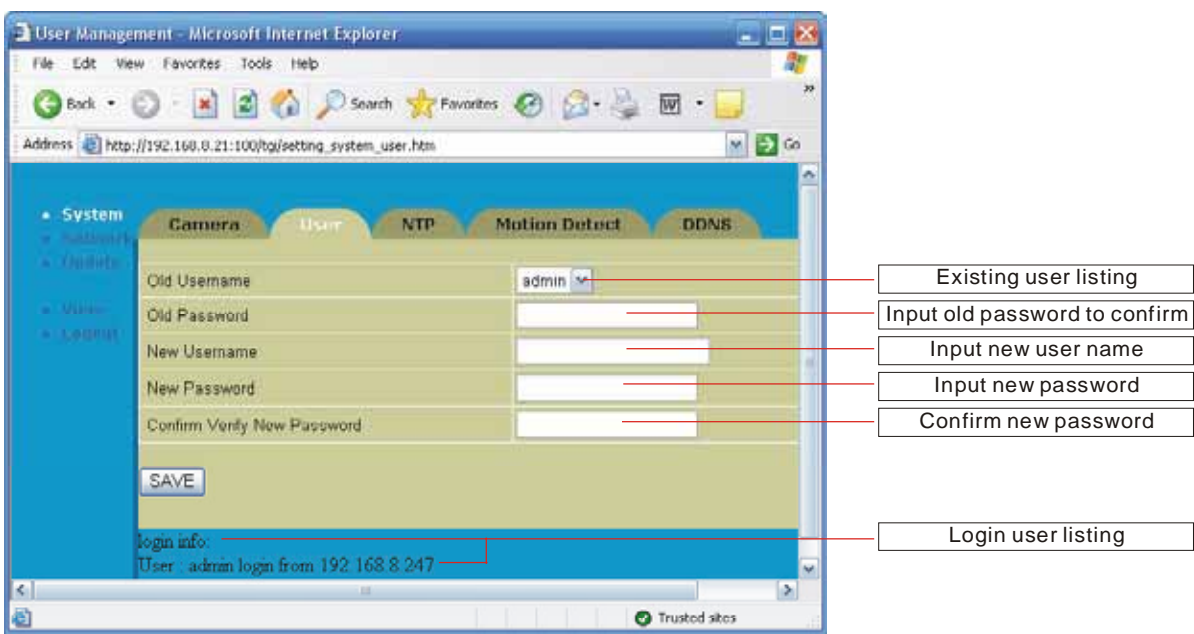 User Management - Microsoft Internet Explorer
File Edit View Favorites Tools Help
Back Search Favorites
Address http://192.168.8.21:100/tgi/setting_system_user.htm Go
System
Network
Update
View
Logout
Camera User NTP Motion Detect DDNS
Old Username admin
Old Password
New Username
New Password
Confirm Verify New Password
SAVE
login info:
User : admin login from 192.168.8.247
Trusted sites
Existing user listing
Input old password to confirm
Input new user name
Input new password
Confirm new password
Login user listing